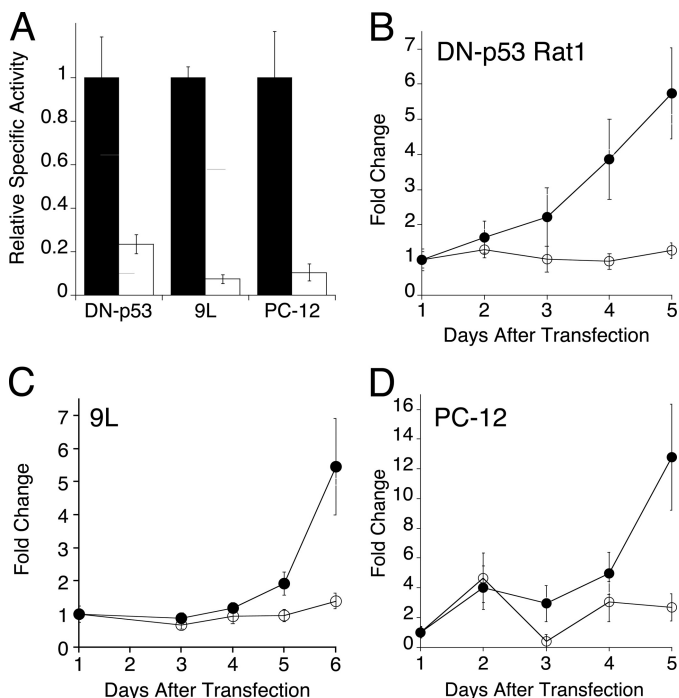 A
Relative Specific Activity
1
0.8
0.6
0.4
0.2
0
DN-p53 9L PC-12
B
DN-p53 Rat1
Fold Change
7
6
5
4
3
2
1
0
1 2 3 4 5
Days After Transfection
C
9L
Fold Change
7
6
5
4
3
2
1
0
1 2 3 4 5 6
Days After Transfection
D
PC-12
Fold Change
16
14
12
10
8
6
4
2
0
1 2 3 4 5
Days After Transfection